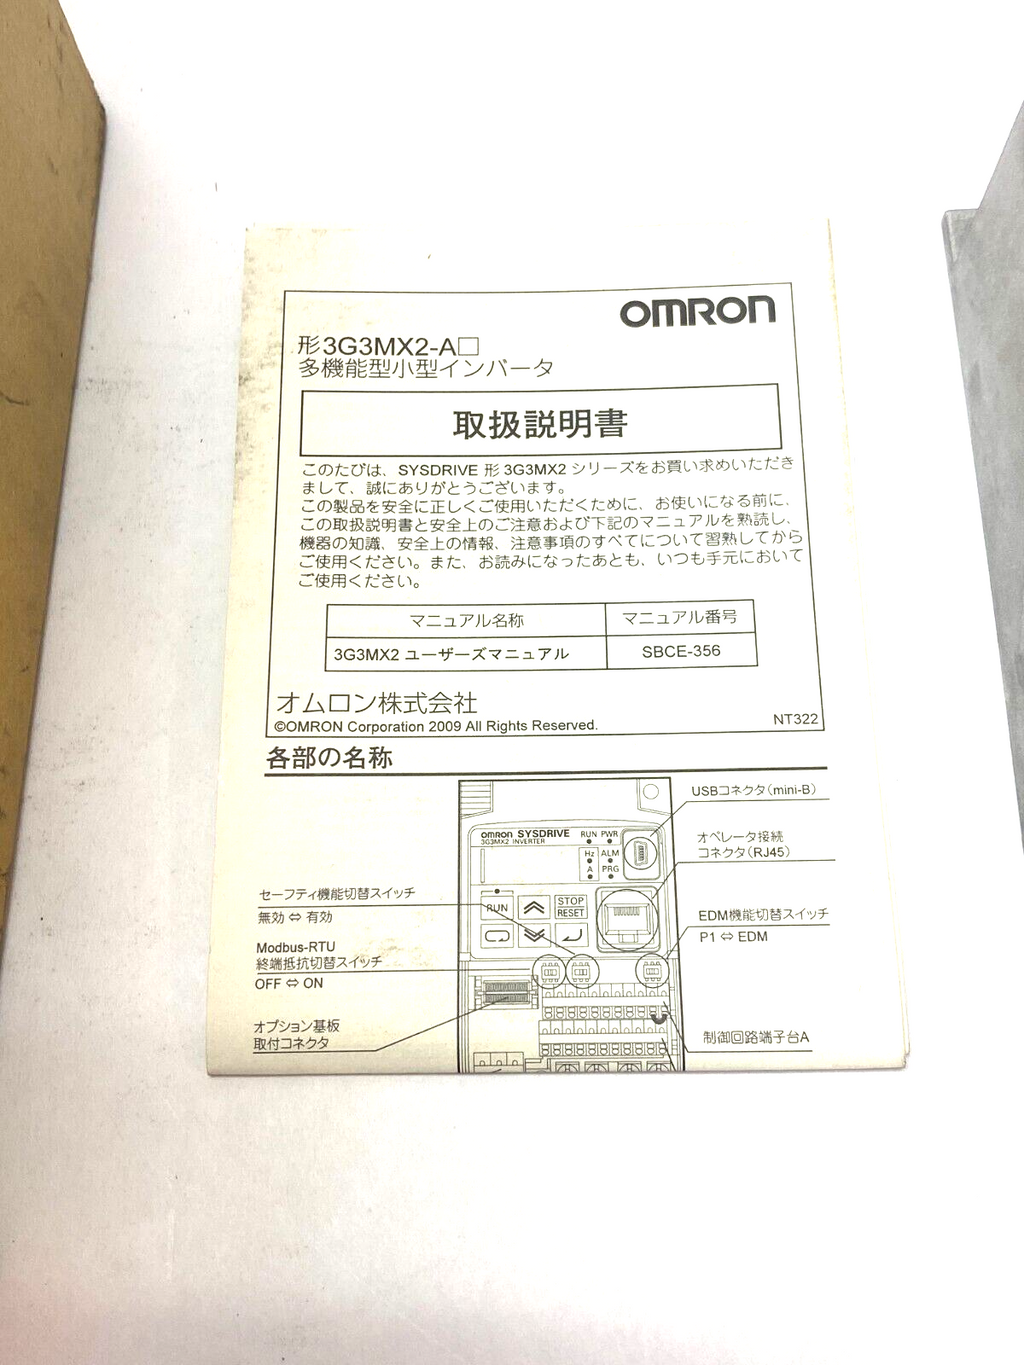 OMRON
形3G3MX2-A□
多機能型小型インバータ
取扱説明書
このたびは、SYSDRIVE 形 3G3MX2 シリーズをお買い求めいただき
まして、誠にありがとうございます。
この製品を安全に正しくご使用いただくために、お使いになる前に、
この取扱説明書と安全上のご注意および下記のマニュアルを熟読し、
機器の知識、安全上の情報、注意事項のすべてについて習熟してから
ご使用ください。また、お読みになったあとも、いつも手元において
ご使用ください。
マニュアル名称 マニュアル番号
3G3MX2 ユーザーズマニュアル SBCE-356
オムロン株式会社
©OMRON Corporation 2009 All Rights Reserved.
NT322
各部の名称
USBコネクタ(mini-B)
オペレータ接続
コネクタ(RJ45)
omron SYSDRIVE
3G3MX2 INVERTER
RUN PWR
Hz ALM
A PRG
RUN
STOP
RESET
セーフティ機能切替スイッチ
無効 ⇔ 有効
EDM機能切替スイッチ
P1 ⇔ EDM
Modbus-RTU
終端抵抗切替スイッチ
OFF ⇔ ON
オプション基板
取付コネクタ
制御回路端子台A